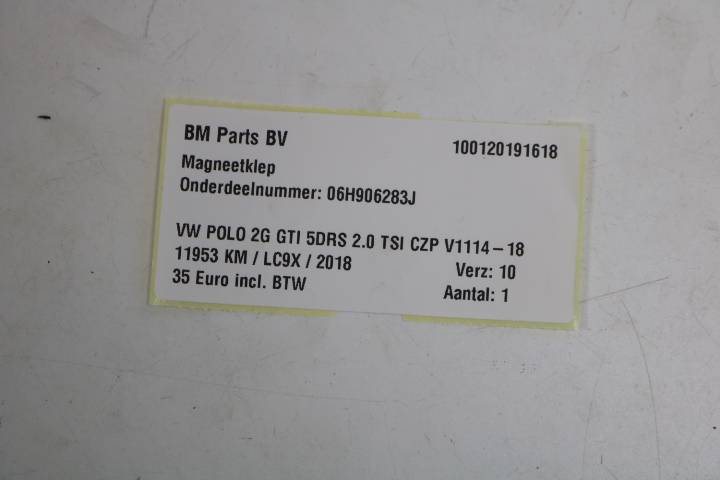 BM Parts BV 100120191618
Magneetklep
Onderdeelnummer: 06H906283J
VW POLO 2G GTI 5DRS 2.0 TSI CZP V1114-18
11953 KM / LC9X / 2018 Verz: 10
35 Euro incl. BTW Aantal: 1